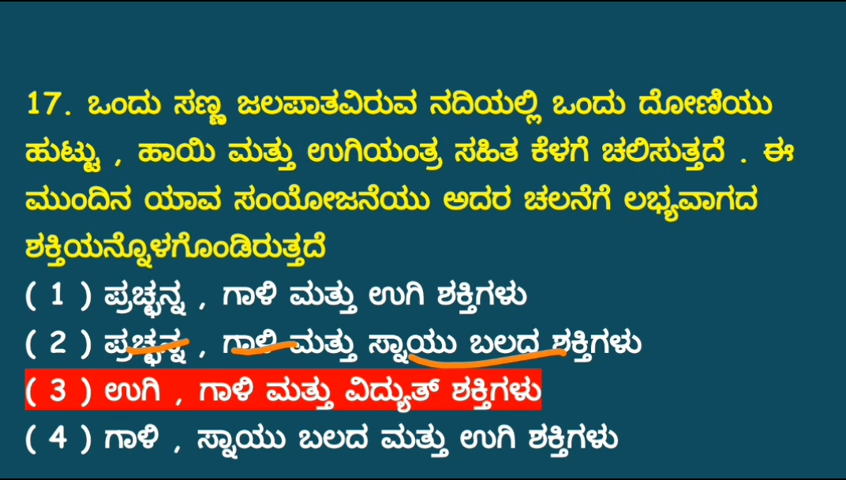 17. ಒಂದು ಸಣ್ಣ ಜಲಪಾತವಿರುವ ನದಿಯಲ್ಲಿ ಒಂದು ದೋಣಿಯು
ಹುಟ್ಟು , ಹಾಯಿ ಮತ್ತು ಉಗಿಯಂತ್ರ ಸಹಿತ ಕೆಳಗೆ ಚಲಿಸುತ್ತದೆ . ಈ
ಮುಂದಿನ ಯಾವ ಸಂಯೋಜನೆಯು ಅದರ ಚಲನೆಗೆ ಲಭ್ಯವಾಗದ
ಶಕ್ತಿಯನ್ನೊಳಗೊಂಡಿರುತ್ತದೆ
( 1 ) ಪ್ರಚ್ಛನ್ನ , ಗಾಳಿ ಮತ್ತು ಉಗಿ ಶಕ್ತಿಗಳು
( 2 ) ಪ್ರಚ್ಛನ್ನ , ಗಾಳಿ ಮತ್ತು ಸ್ನಾಯು ಬಲದ ಶಕ್ತಿಗಳು
( 3 ) ಉಗಿ , ಗಾಳಿ ಮತ್ತು ವಿದ್ಯುತ್ ಶಕ್ತಿಗಳು
( 4 ) ಗಾಳಿ , ಸ್ನಾಯು ಬಲದ ಮತ್ತು ಉಗಿ ಶಕ್ತಿಗಳು